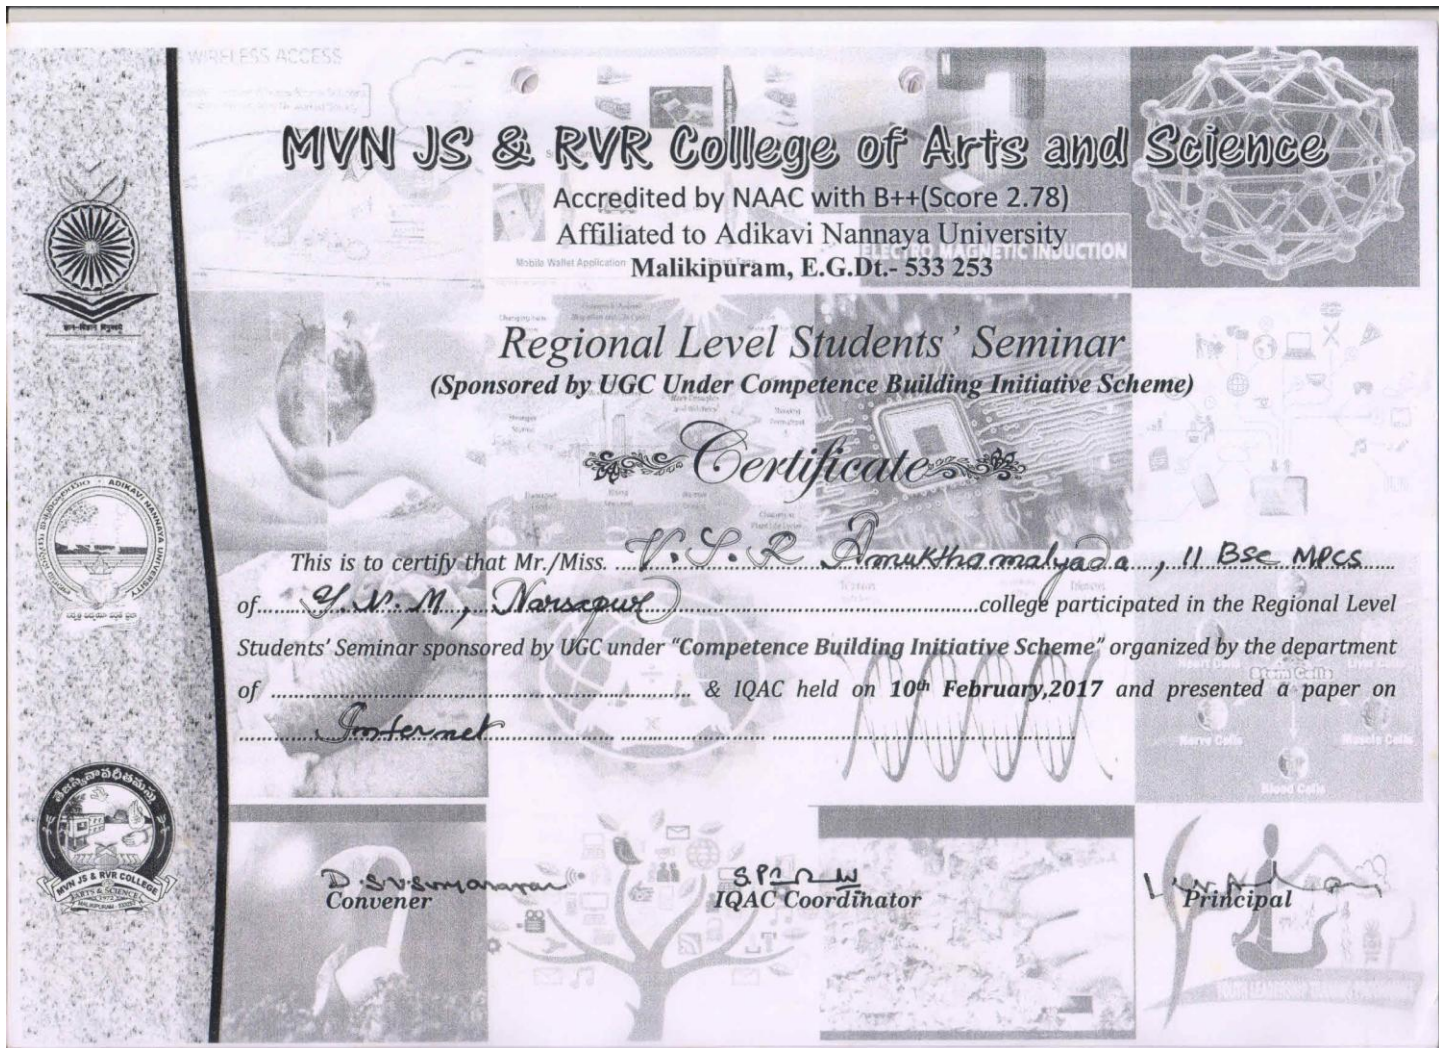 WIRELESS ACCESS
MVN JS & RVR College of Arts and Science
Accredited by NAAC with B++(Score 2.78)
Affiliated to Adikavi Nannaya University
ELECTRO MAGNETIC INDUCTION
Mobile Wallet Application
Malikipuram, E.G.Dt.- 533 253
Regional Level Students' Seminar
(Sponsored by UGC Under Competence Building Initiative Scheme)
Certificate
ADIKAVI NANNAYA UNIVERSITY
This is to certify that Mr./Miss. V.S.R Amukthamalyada, II BSc MPCS
of Y.N.M, Narsapur college participated in the Regional Level
Students' Seminar sponsored by UGC under "Competence Building Initiative Scheme" organized by the department
of & IQAC held on 10th February,2017 and presented a paper on
Internet
Heart Cells
Stem Cells
Nerve Cells
Muscle Cells
Blood Cells
MVN JS & RVR COLLEGE
ARTS & SCIENCE
1972
Convener
IQAC Coordinator
Principal